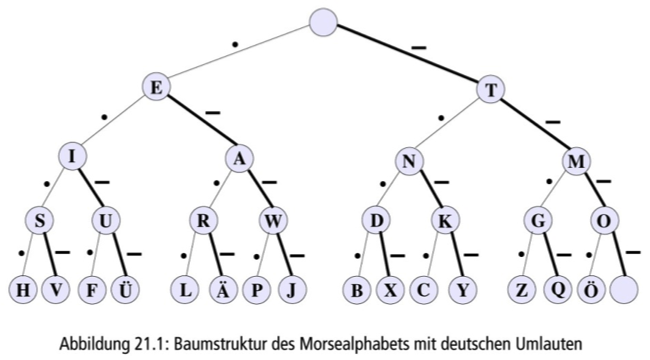 · –
E T
· – · –
I A N M
· – · – · – · –
S U R W D K G O
· – · – · – · – · – · – · – · –
H V F Ü L Ä P J B X C Y Z Q Ö
Abbildung 21.1: Baumstruktur des Morsealphabets mit deutschen Umlauten